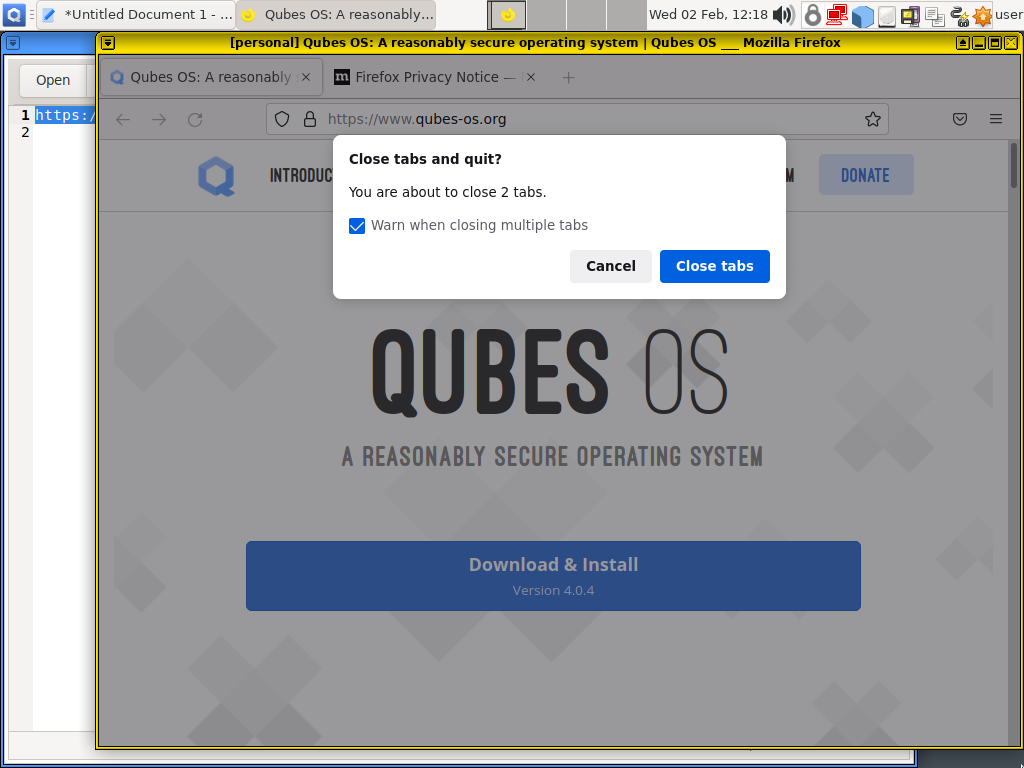 *Untitled Document 1 - ...
Qubes OS: A reasonably...
Wed 02 Feb, 12:18
user
[personal] Qubes OS: A reasonably secure operating system | Qubes OS ___ Mozilla Firefox
Open
Qubes OS: A reasonably
Firefox Privacy Notice —
1 https:/
2
https://www.qubes-os.org
Close tabs and quit?
You are about to close 2 tabs.
Warn when closing multiple tabs
Cancel
Close tabs
INTRODUC
M
DONATE
QUBES OS
A REASONABLY SECURE OPERATING SYSTEM
Download & Install
Version 4.0.4